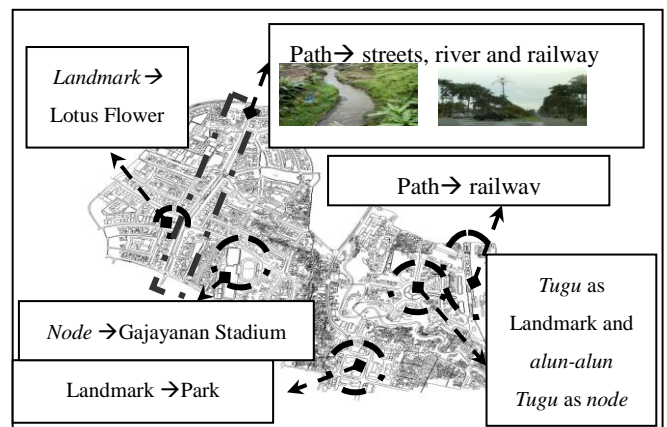 Path→ streets, river and railway
Landmark →
Lotus Flower
Path→ railway
Tugu as
Landmark and
alun-alun
Tugu as node
Node →Gajayanan Stadium
Landmark →Park